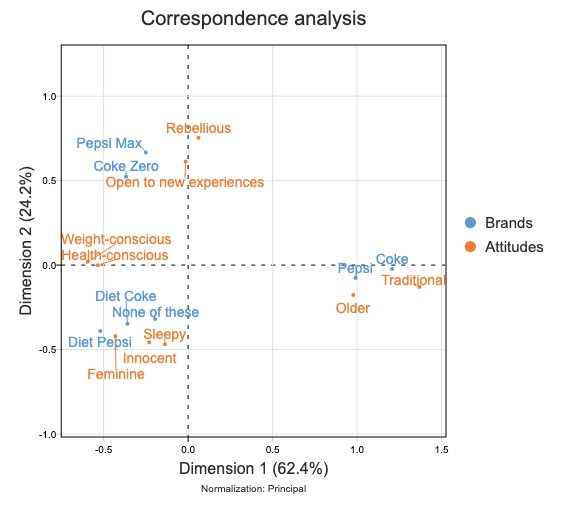 Correspondence analysis
Dimension 2 (24.2%)
1.0
0.5
0.0
-0.5
-1.0
Rebellious
Pepsi Max
Coke Zero
Open to new experiences
Weight-conscious
Health-conscious
Coke
Pepsi
Traditional
Older
Diet Coke
None of these
Sleepy
Diet Pepsi
Innocent
Feminine
Brands
Attitudes
-0.5 0.0 0.5 1.0 1.5
Dimension 1 (62.4%)
Normalization: Principal